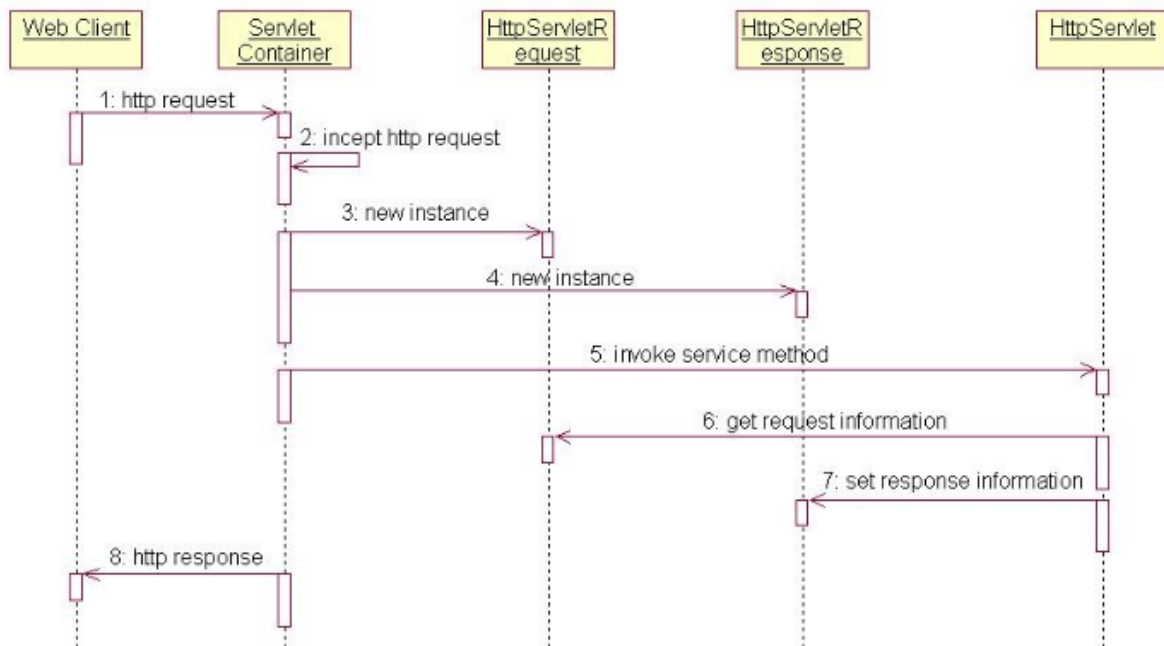 Web Client
Servlet
Container
HttpServletR
equest
HttpServletR
esponse
HttpServlet
1: http request
2: incept http request
3: new instance
4: new instance
5: invoke service method
6: get request information
7: set response information
8: http response